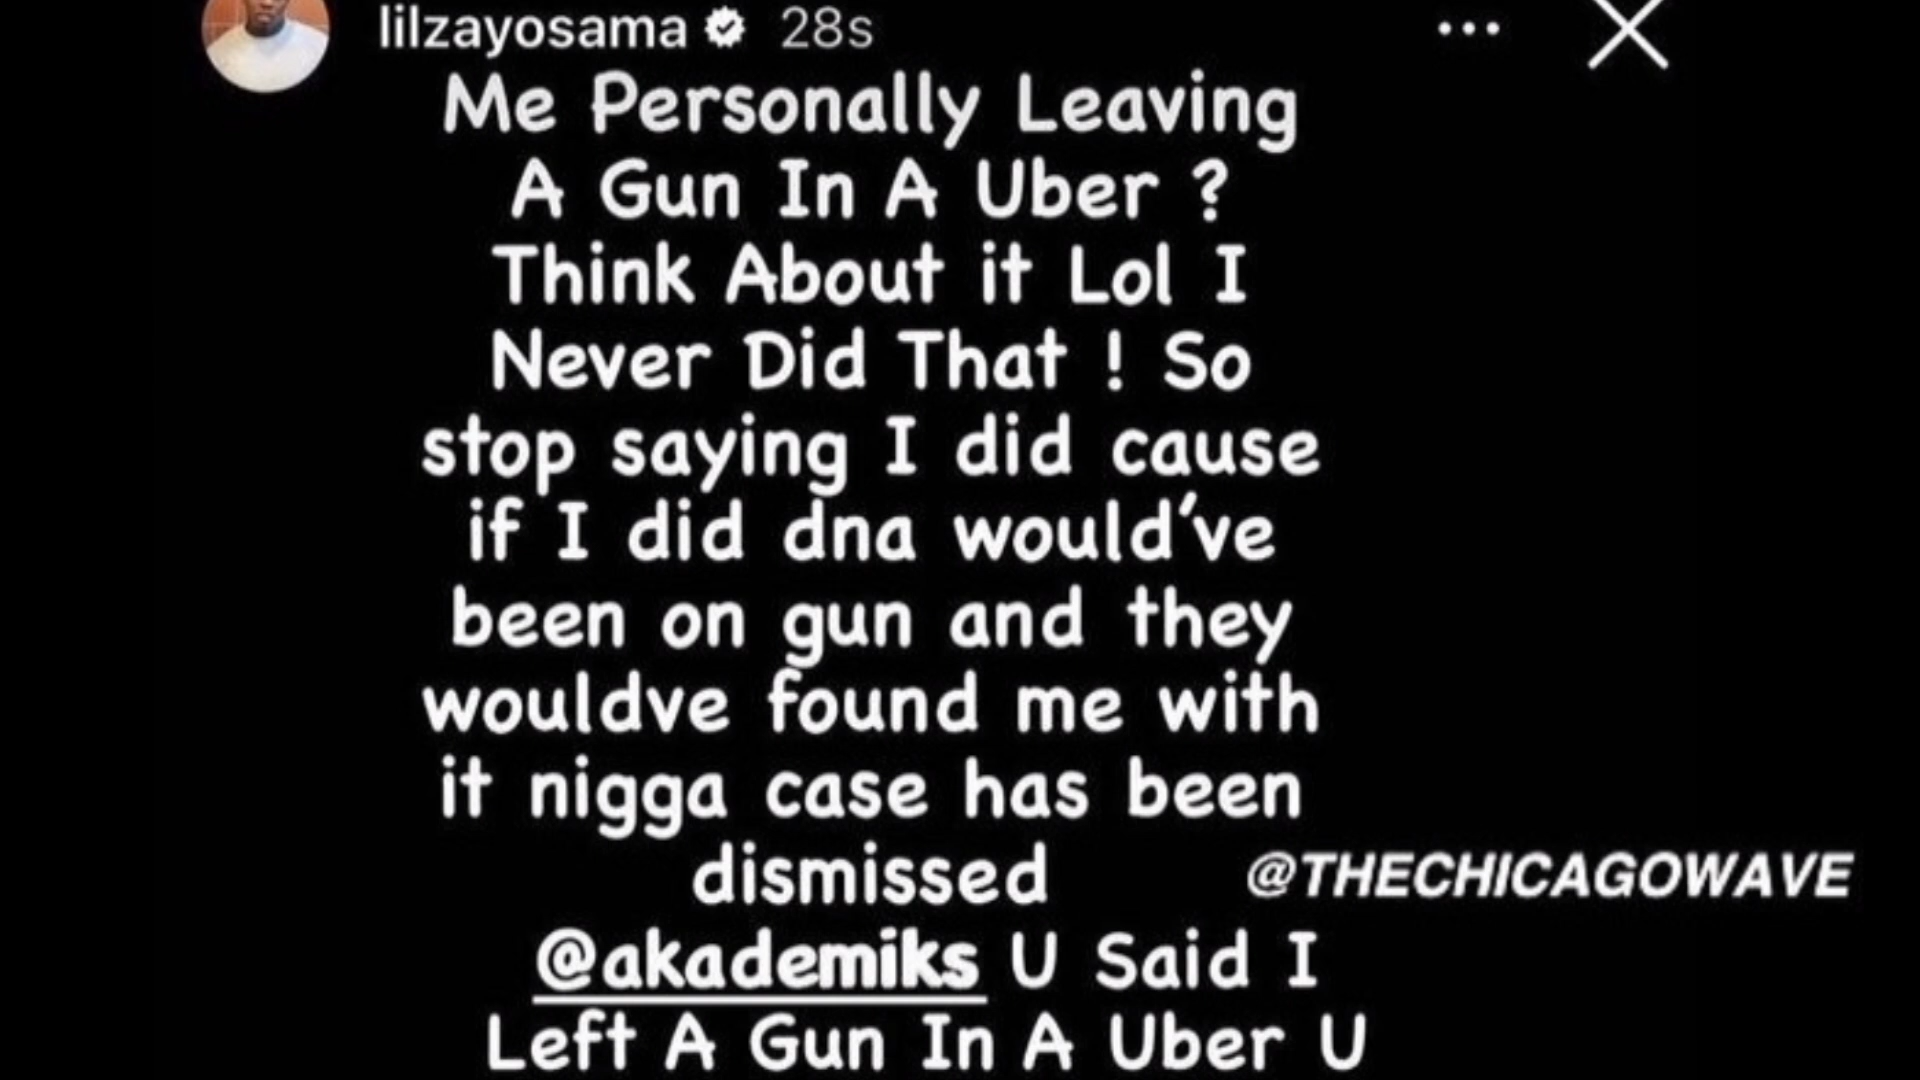 lilzayosama 28s
Me Personally Leaving
A Gun In A Uber ?
Think About it Lol I
Never Did That ! So
stop saying I did cause
if I did dna would've
been on gun and they
wouldve found me with
it nigga case has been
dismissed
@THECHICAGOWAVE
@akademiks U Said I
Left A Gun In A Uber U